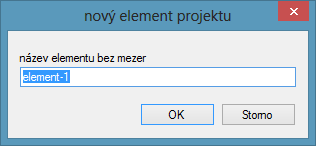 nový element projektu
název elementu bez mezer
element-1
OK
Storno